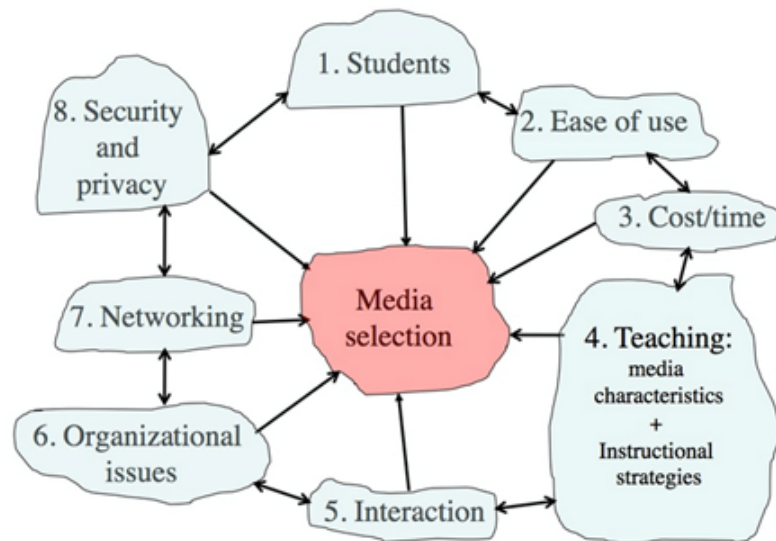 1. Students
2. Ease of use
3. Cost/time
4. Teaching:
media
characteristics
+
Instructional
strategies
5. Interaction
6. Organizational
issues
7. Networking
8. Security
and
privacy
Media
selection